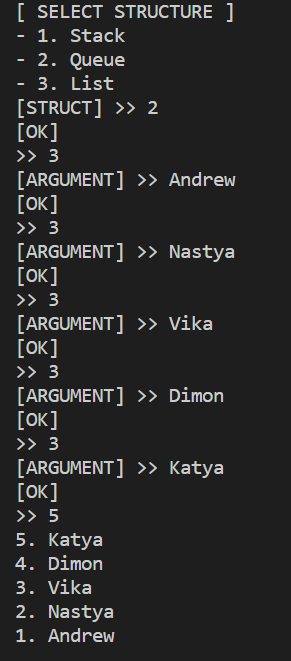 [ SELECT STRUCTURE ]
- 1. Stack
- 2. Queue
- 3. List
[STRUCT] >> 2
[OK]
>> 3
[ARGUMENT] >> Andrew
[OK]
>> 3
[ARGUMENT] >> Nastya
[OK]
>> 3
[ARGUMENT] >> Vika
[OK]
>> 3
[ARGUMENT] >> Dimon
[OK]
>> 3
[ARGUMENT] >> Katya
[OK]
>> 5
5. Katya
4. Dimon
3. Vika
2. Nastya
1. Andrew